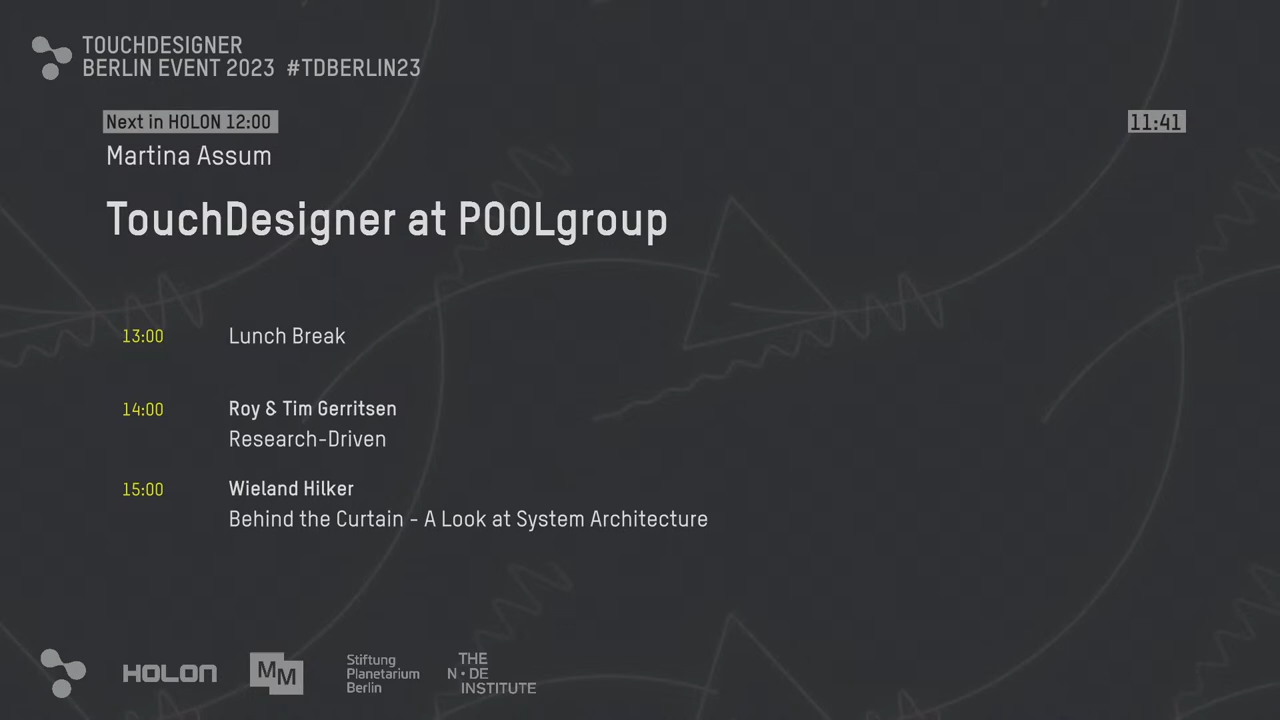 TOUCHDESIGNER
BERLIN EVENT 2023 #TDBERLIN23
Next in HOLON 12:00
11:41
Martina Assum
TouchDesigner at POOLgroup
13:00 Lunch Break
14:00 Roy & Tim Gerritsen
Research-Driven
15:00 Wieland Hilker
Behind the Curtain - A Look at System Architecture
HOLON
MM
Stiftung
Planetarium
Berlin
THE
N•DE
INSTITUTE